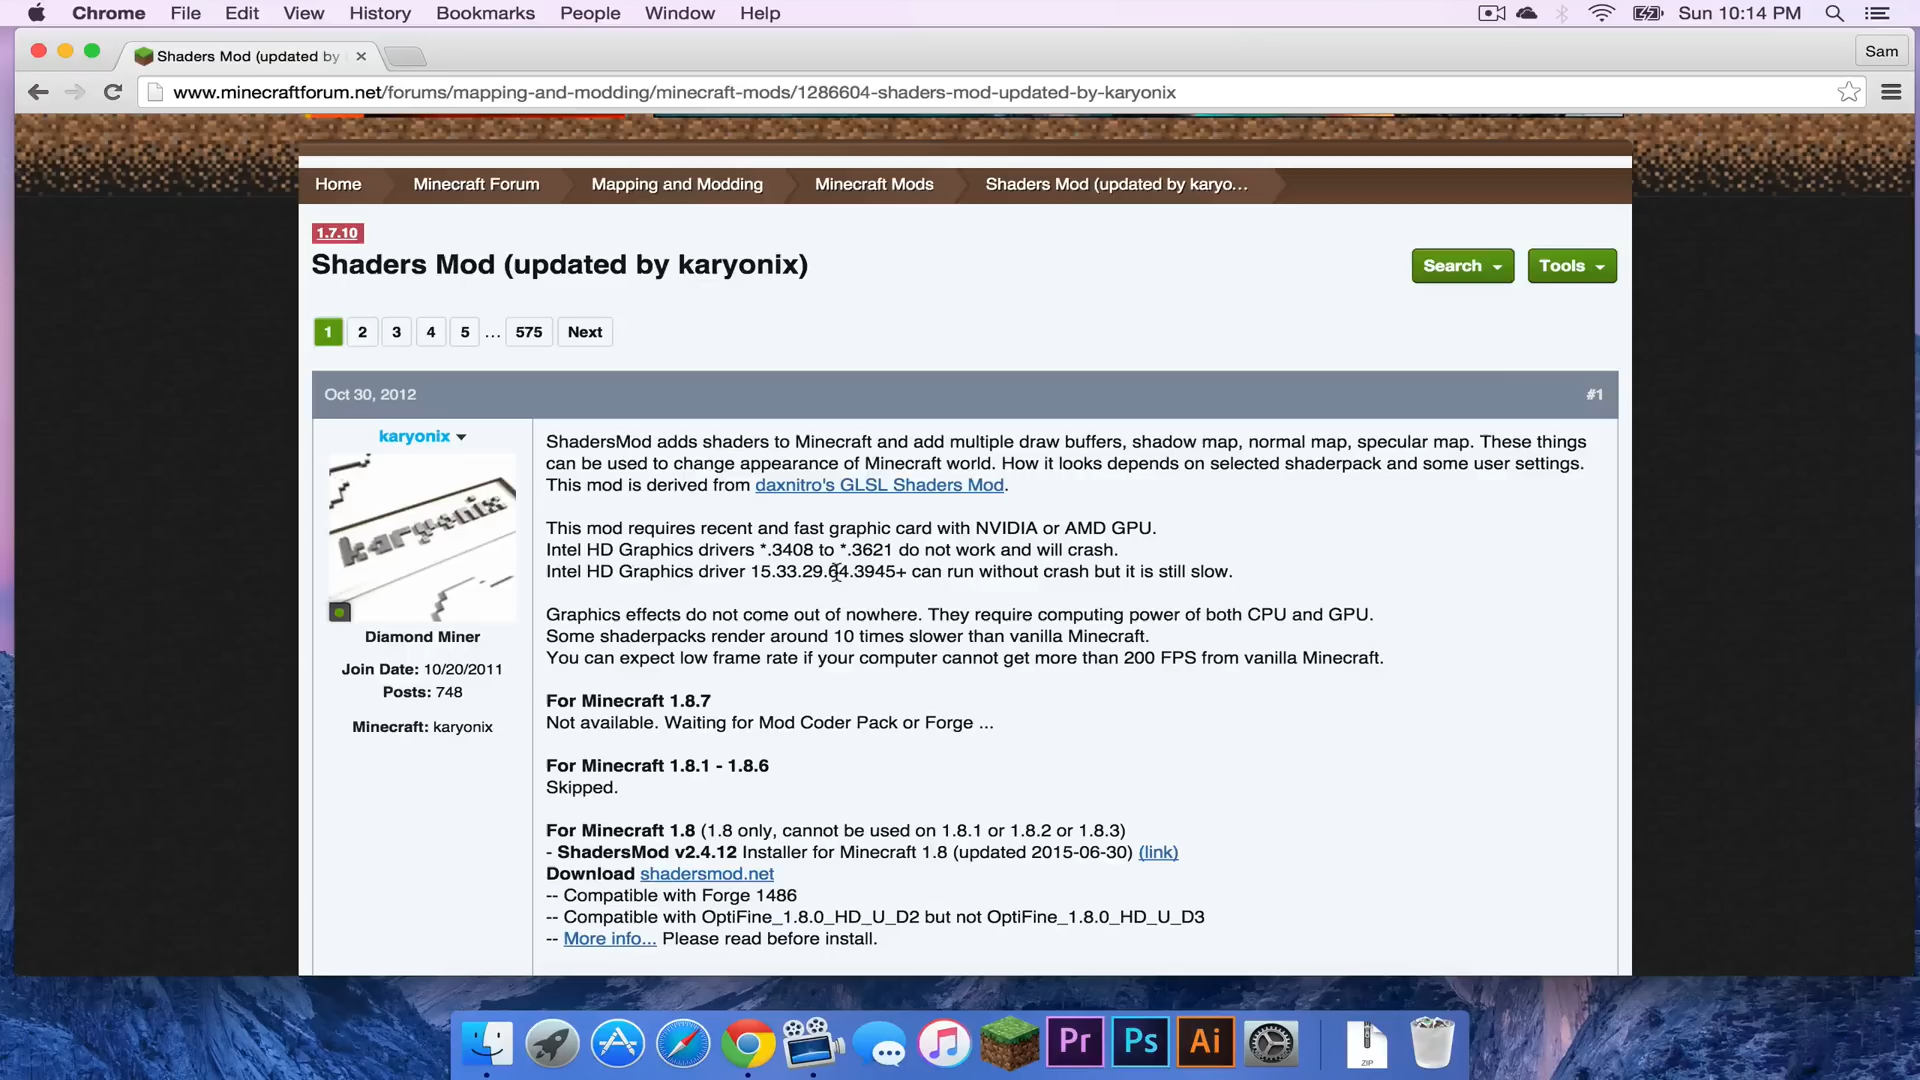 Chrome File Edit View History Bookmarks People Window Help Sun 10:14 PM
Shaders Mod (updated by Sam
www.minecraftforum.net/forums/mapping-and-modding/minecraft-mods/1286604-shaders-mod-updated-by-karyonix
Home Minecraft Forum Mapping and Modding Minecraft Mods Shaders Mod (updated by karyo...
1.7.10
Shaders Mod (updated by karyonix)
Search Tools
1 2 3 4 5 ... 575 Next
Oct 30, 2012 #1
karyonix
karyonix
Diamond Miner
Join Date: 10/20/2011
Posts: 748
Minecraft: karyonix
ShadersMod adds shaders to Minecraft and add multiple draw buffers, shadow map, normal map, specular map. These things
can be used to change appearance of Minecraft world. How it looks depends on selected shaderpack and some user settings.
This mod is derived from daxnitro's GLSL Shaders Mod.
This mod requires recent and fast graphic card with NVIDIA or AMD GPU.
Intel HD Graphics drivers *.3408 to *.3621 do not work and will crash.
Intel HD Graphics driver 15.33.29.64.3945+ can run without crash but it is still slow.
Graphics effects do not come out of nowhere. They require computing power of both CPU and GPU.
Some shaderpacks render around 10 times slower than vanilla Minecraft.
You can expect low frame rate if your computer cannot get more than 200 FPS from vanilla Minecraft.
For Minecraft 1.8.7
Not available. Waiting for Mod Coder Pack or Forge ...
For Minecraft 1.8.1 - 1.8.6
Skipped.
For Minecraft 1.8 (1.8 only, cannot be used on 1.8.1 or 1.8.2 or 1.8.3)
- ShadersMod v2.4.12 Installer for Minecraft 1.8 (updated 2015-06-30) (link)
Download shadersmod.net
-- Compatible with Forge 1486
-- Compatible with OptiFine_1.8.0_HD_U_D2 but not OptiFine_1.8.0_HD_U_D3
-- More info... Please read before install.
Pr Ps Ai ZIP